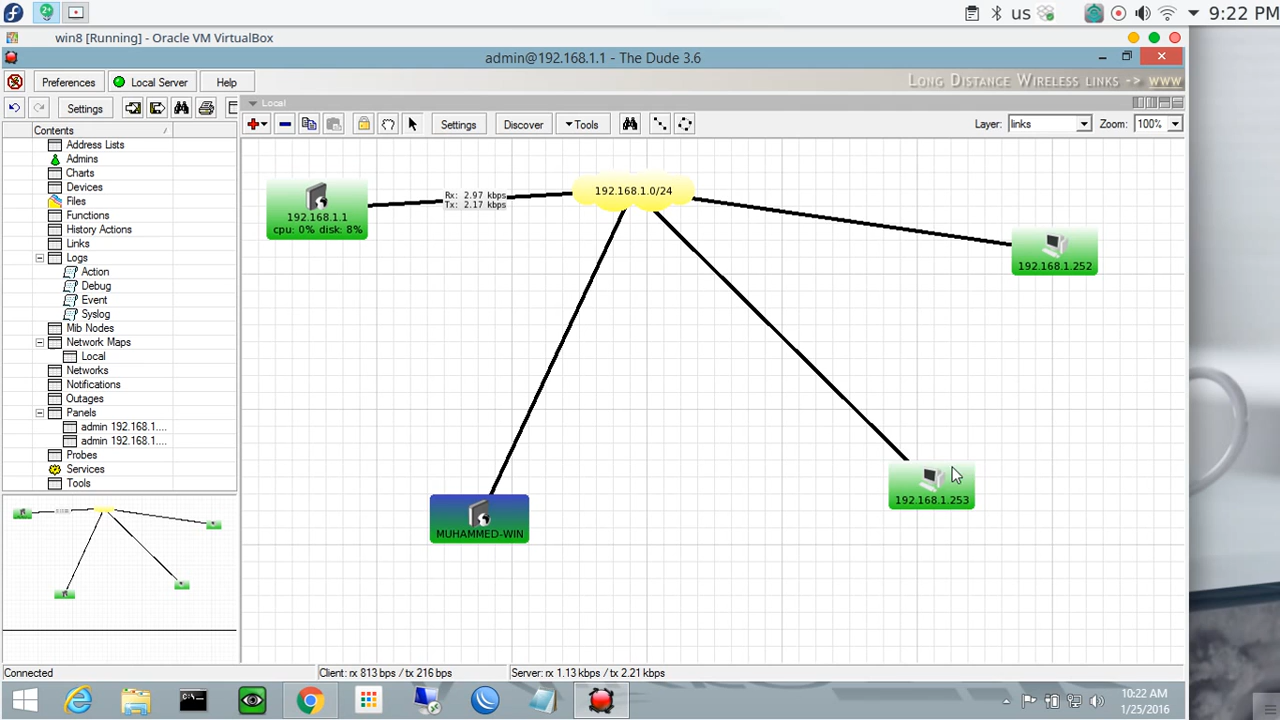 us
9:22 PM
win8 [Running] - Oracle VM VirtualBox
admin@192.168.1.1 - The Dude 3.6
Preferences
Local Server
Help
Long Distance Wireless links -> www
Settings
Local
Settings
Discover
Tools
Layer:
links
Zoom:
100%
Contents
Address Lists
Admins
Charts
Devices
Files
Functions
History Actions
Links
Logs
Action
Debug
Event
Syslog
Mib Nodes
Network Maps
Local
Networks
Notifications
Outages
Panels
admin 192.168.1....
admin 192.168.1....
Probes
Services
Tools
192.168.1.1
cpu: 0% disk: 8%
Rx: 2.97 kbps
Tx: 2.17 kbps
192.168.1.0/24
192.168.1.252
MUHAMMED-WIN
192.168.1.253
Connected
Client: rx 813 bps / tx 216 bps
Server: rx 1.13 kbps / tx 2.21 kbps
10:22 AM
1/25/2016